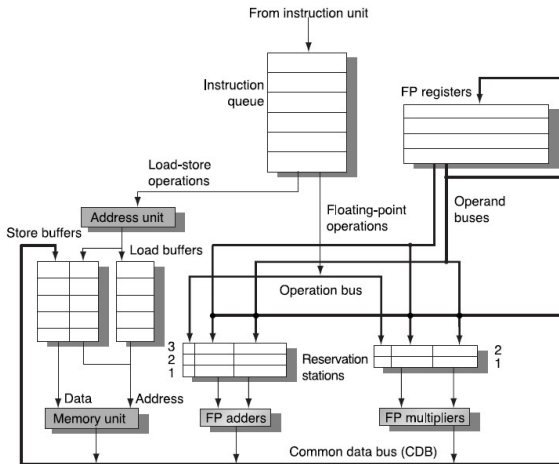 From instruction unit
Instruction
queue
FP registers
Load-store
operations
Address unit
Floating-point
operations
Operand
buses
Store buffers
Load buffers
Operation bus
3
2
1
Reservation
stations
2
1
Data
Address
Memory unit
FP adders
FP multipliers
Common data bus (CDB)